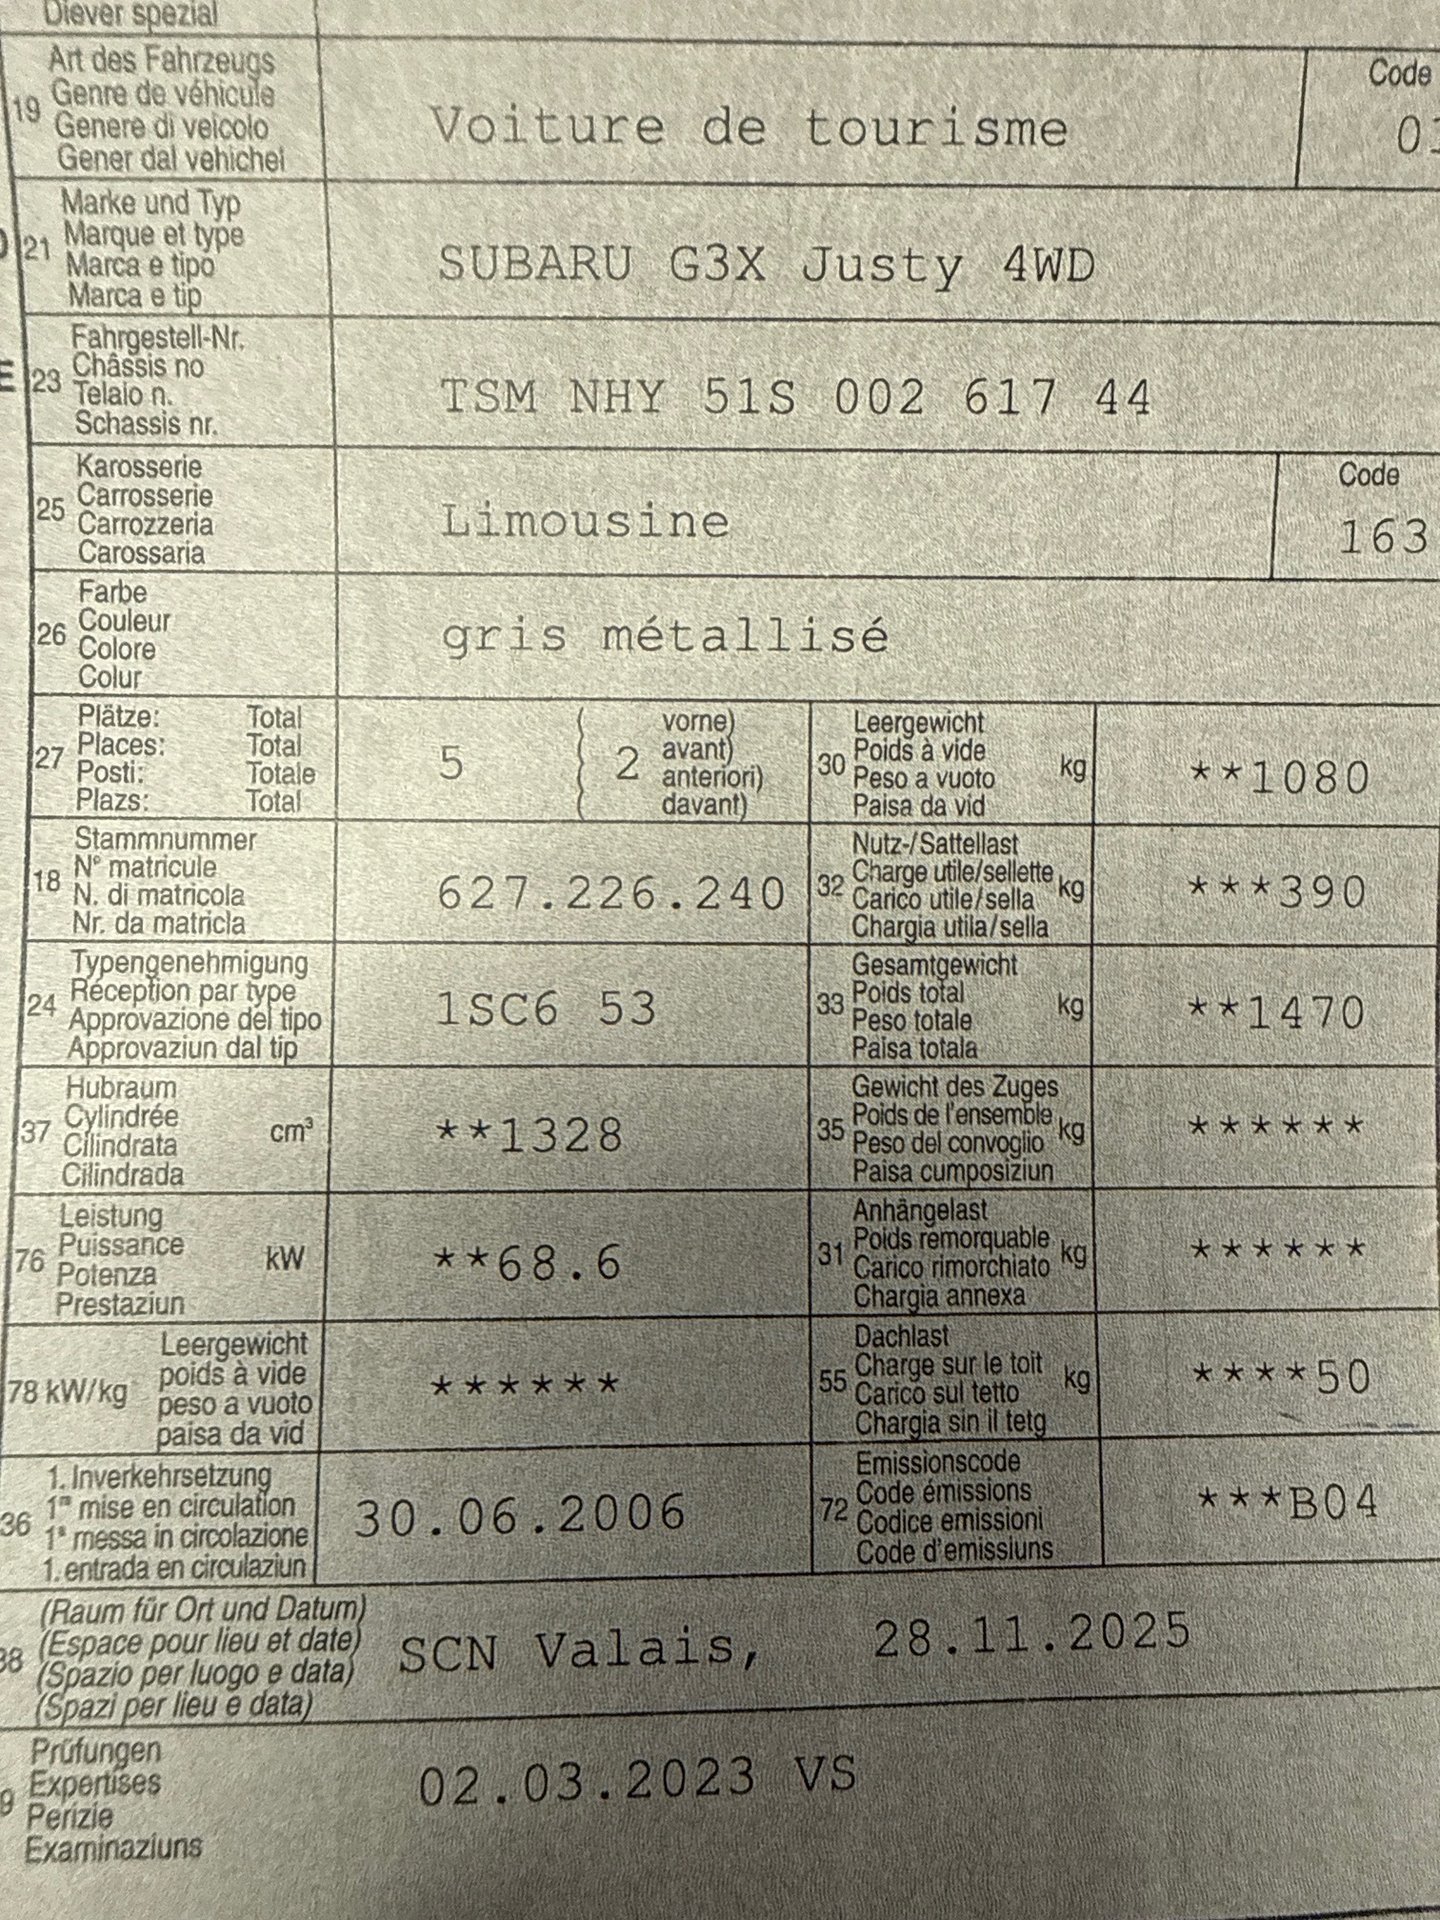 Diever spezial
Art des Fahrzeugs
19 Genre de véhicule
Genere di veicolo
Gener dal vehichel
Voiture de tourisme
Code
01
Marke und Typ
21 Marque et type
Marca e tipo
Marca e tip
SUBARU G3X Justy 4WD
Fahrgestell-Nr.
23 Châssis no
Telaio n.
Schassis nr.
TSM NHY 51S 002 617 44
Karosserie
25 Carrosserie
Carrozzeria
Carossaria
Limousine
Code
163
Farbe
26 Couleur
Colore
Colur
gris métallisé
Plätze: Total
27 Places: Total
Posti: Totale
Plazs: Total
5 ( 2 vorne)
avant)
anteriori)
davant)
Leergewicht
30 Poids à vide kg
Peso a vuoto
Paisa da vid
**1080
Stammnummer
18 N° matricule
N. di matricola
Nr. da matricla
627.226.240
Nutz-/Sattellast
32 Charge utile/sellette kg
Carico utile/sella
Chargia utila/sella
***390
Typengenehmigung
24 Réception par type
Approvazione del tipo
Approvaziun dal tip
1SC6 53
Gesamtgewicht
33 Poids total kg
Peso totale
Paisa totala
**1470
Hubraum
37 Cylindrée cm³
Cilindrata
Cilindrada
**1328
Gewicht des Zuges
35 Poids de l'ensemble kg
Peso del convoglio
Paisa cumposiziun
******
Leistung
76 Puissance kW
Potenza
Prestaziun
**68.6
Anhängelast
31 Poids remorquable kg
Carico rimorchiato
Chargia annexa
******
Leergewicht
78 kW/kg poids à vide
peso a vuoto
paisa da vid
******
Dachlast
55 Charge sur le toit kg
Carico sul tetto
Chargia sin il tetg
****50
1. Inverkehrsetzung
36 1re mise en circulation
1a messa in circolazione
1. entrada en circulaziun
30.06.2006
Emissionscode
72 Code émissions
Codice emissioni
Code d'emissiuns
***B04
(Raum für Ort und Datum)
38 (Espace pour lieu et date)
(Spazio per luogo e data)
(Spazi per lieu e data)
SCN Valais, 28.11.2025
Prüfungen
9 Expertises
Perizie
Examinaziuns
02.03.2023 VS